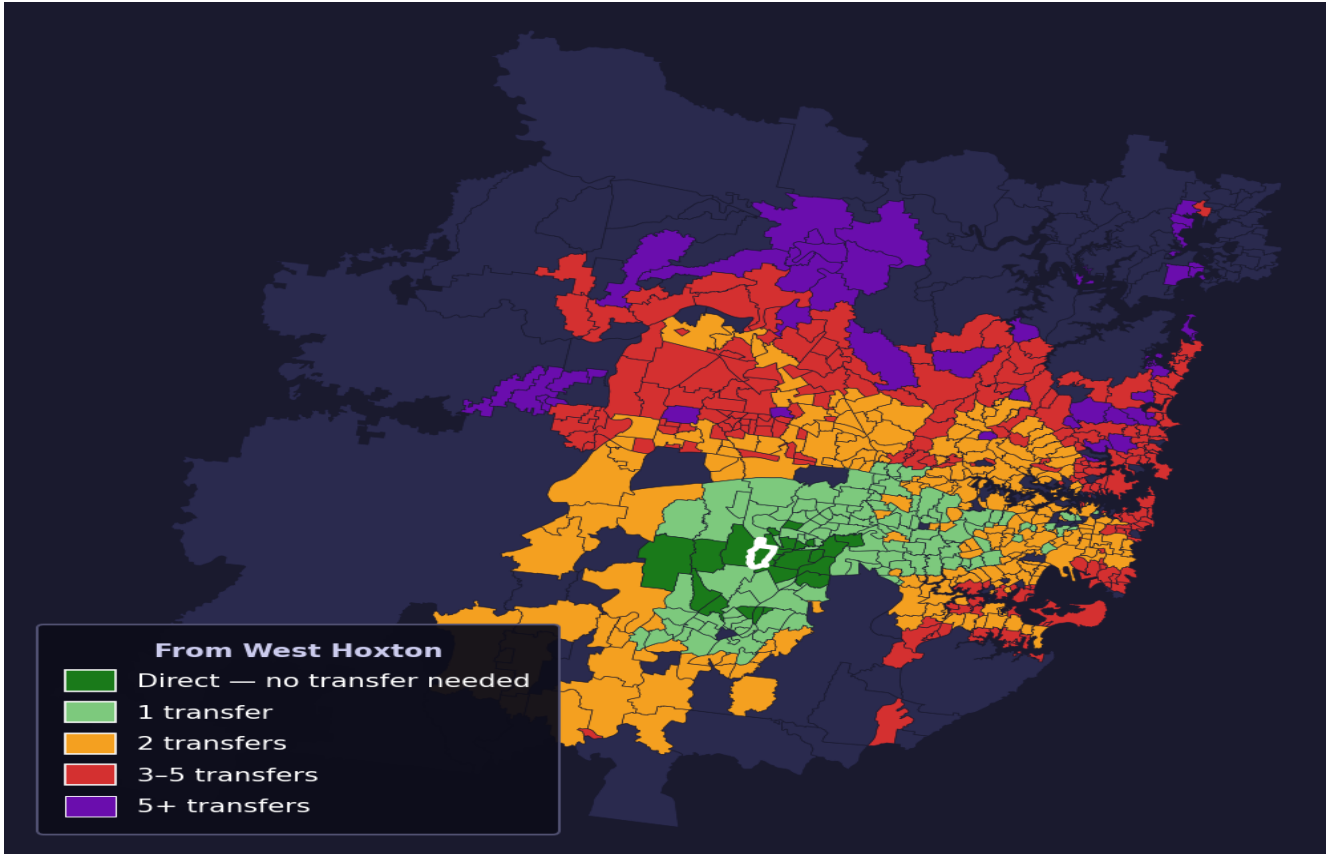 From West Hoxton
Direct — no transfer needed
1 transfer
2 transfers
3–5 transfers
5+ transfers